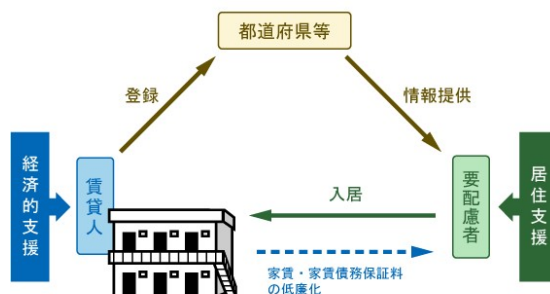 都道府県等
登録
情報提供
経済的支援
賃貸人
要配慮者
居住支援
入居
家賃・家賃債務保証料
の低廉化